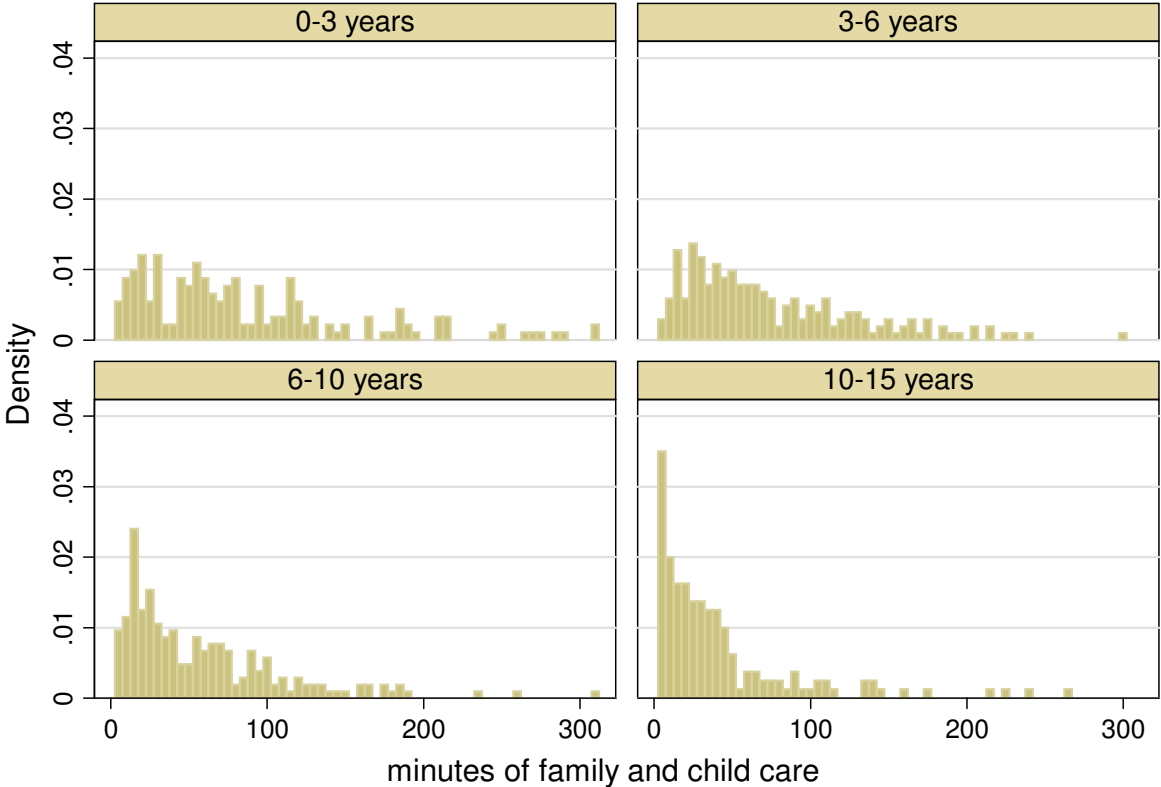 0-3 years
3-6 years
.04
.03
.02
.01
0
6-10 years
10-15 years
.04
.03
.02
.01
0
Density
0 100 200 300
0 100 200 300
minutes of family and child care